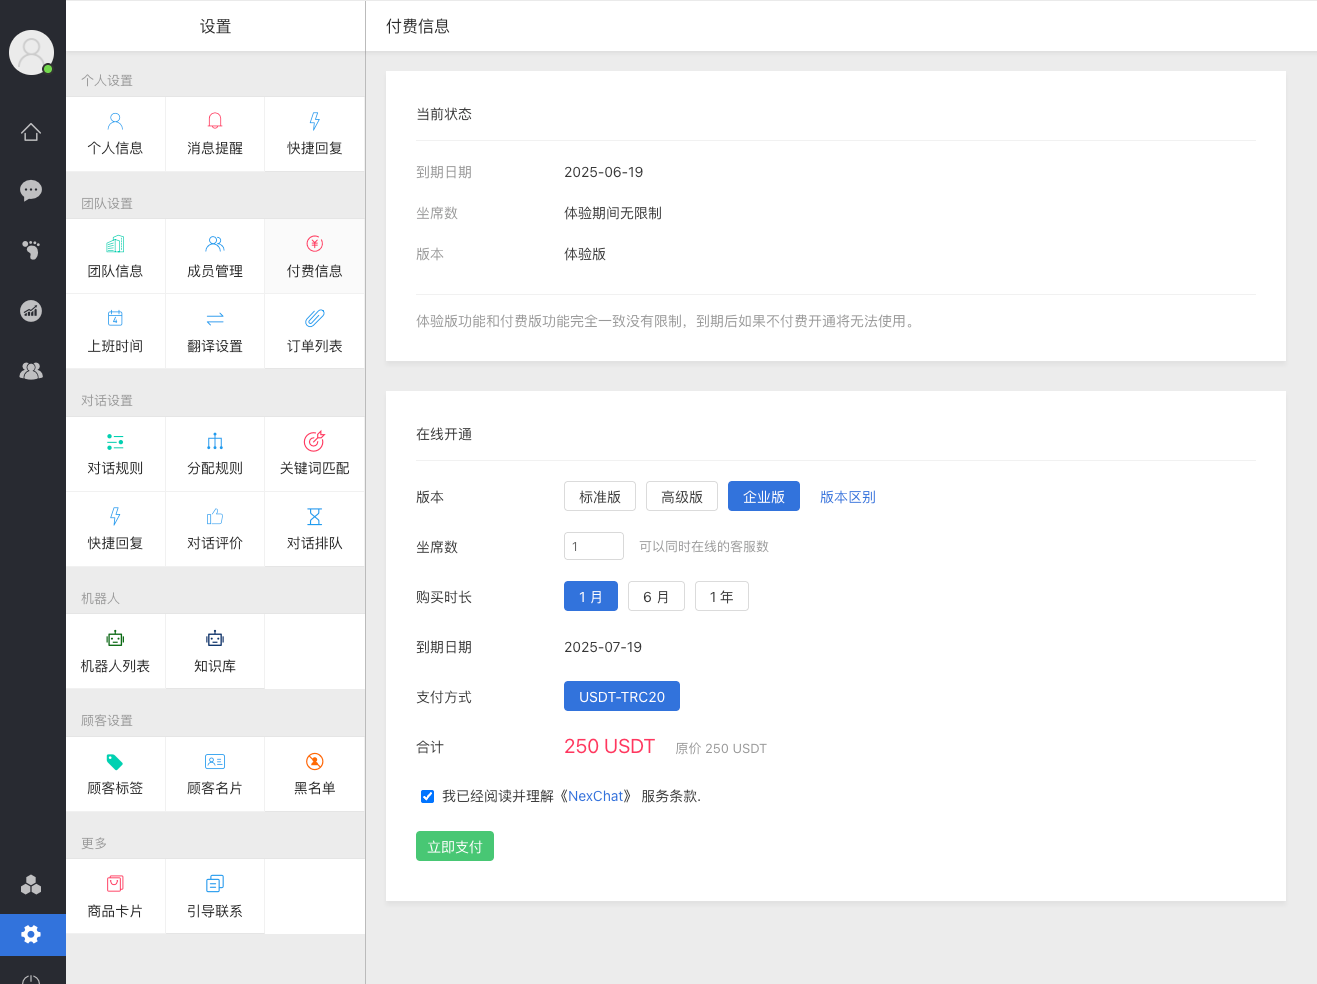 设置
付费信息
个人设置
个人信息 消息提醒 快捷回复
团队设置
团队信息 成员管理 付费信息
4
上班时间 翻译设置 订单列表
对话设置
对话规则 分配规则 关键词匹配
快捷回复 对话评价 对话排队
机器人
机器人列表 知识库
顾客设置
顾客标签 顾客名片 黑名单
更多
商品卡片 引导联系
当前状态
到期日期 2025-06-19
坐席数 体验期间无限制
版本 体验版
体验版功能和付费版功能完全一致没有限制，到期后如果不付费开通将无法使用。
在线开通
版本 标准版 高级版 企业版 版本区别
坐席数 1 可以同时在线的客服数
购买时长 1 月 6 月 1 年
到期日期 2025-07-19
支付方式 USDT-TRC20
合计 250 USDT 原价 250 USDT
我已经阅读并理解《NexChat》 服务条款.
立即支付